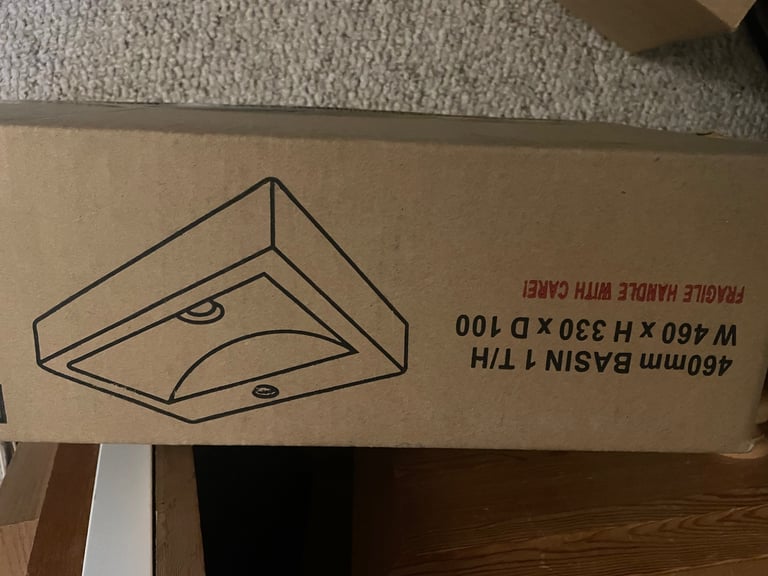 460mm BASIN 1 T/H
W 460 x H 330 x D 100
FRAGILE HANDLE WITH CARE!